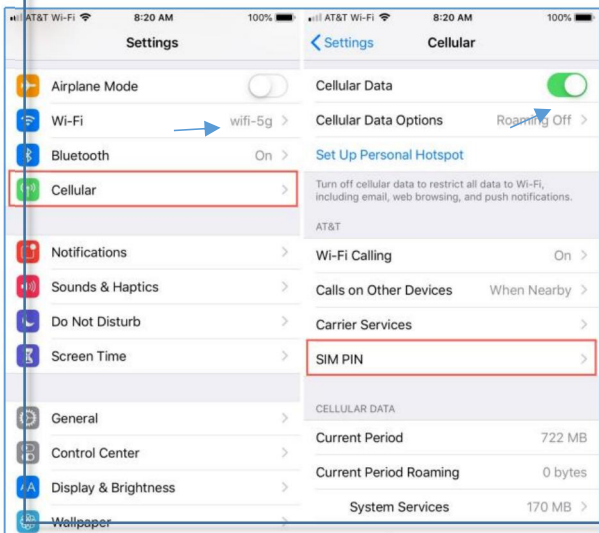 AT&T Wi-Fi 8:20 AM 100%
Settings
Airplane Mode
Wi-Fi wifi-5g
Bluetooth On
Cellular
Notifications
Sounds & Haptics
Do Not Disturb
Screen Time
General
Control Center
Display & Brightness
Wallpaper
AT&T Wi-Fi 8:20 AM 100%
Settings Cellular
Cellular Data
Cellular Data Options Roaming Off
Set Up Personal Hotspot
Turn off cellular data to restrict all data to Wi-Fi,
including email, web browsing, and push notifications.
AT&T
Wi-Fi Calling On
Calls on Other Devices When Nearby
Carrier Services
SIM PIN
CELLULAR DATA
Current Period 722 MB
Current Period Roaming 0 bytes
System Services 170 MB